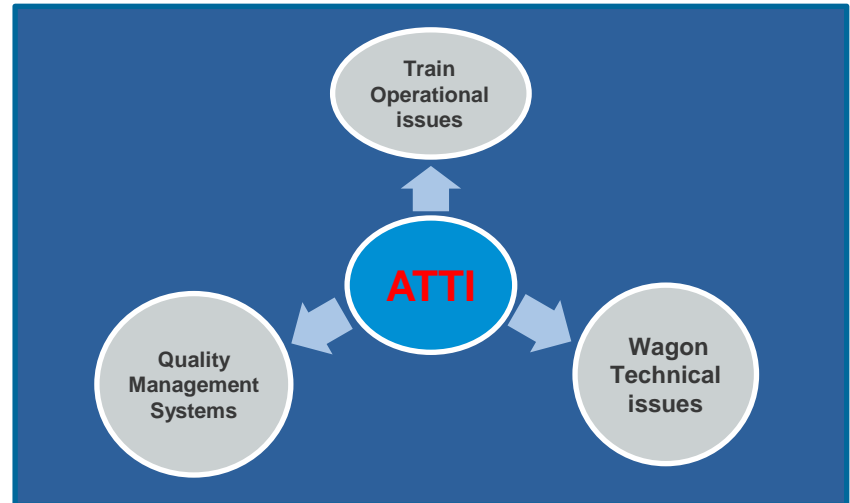 Train
Operational
issues
ATTI
Quality
Management
Systems
Wagon
Technical
issues